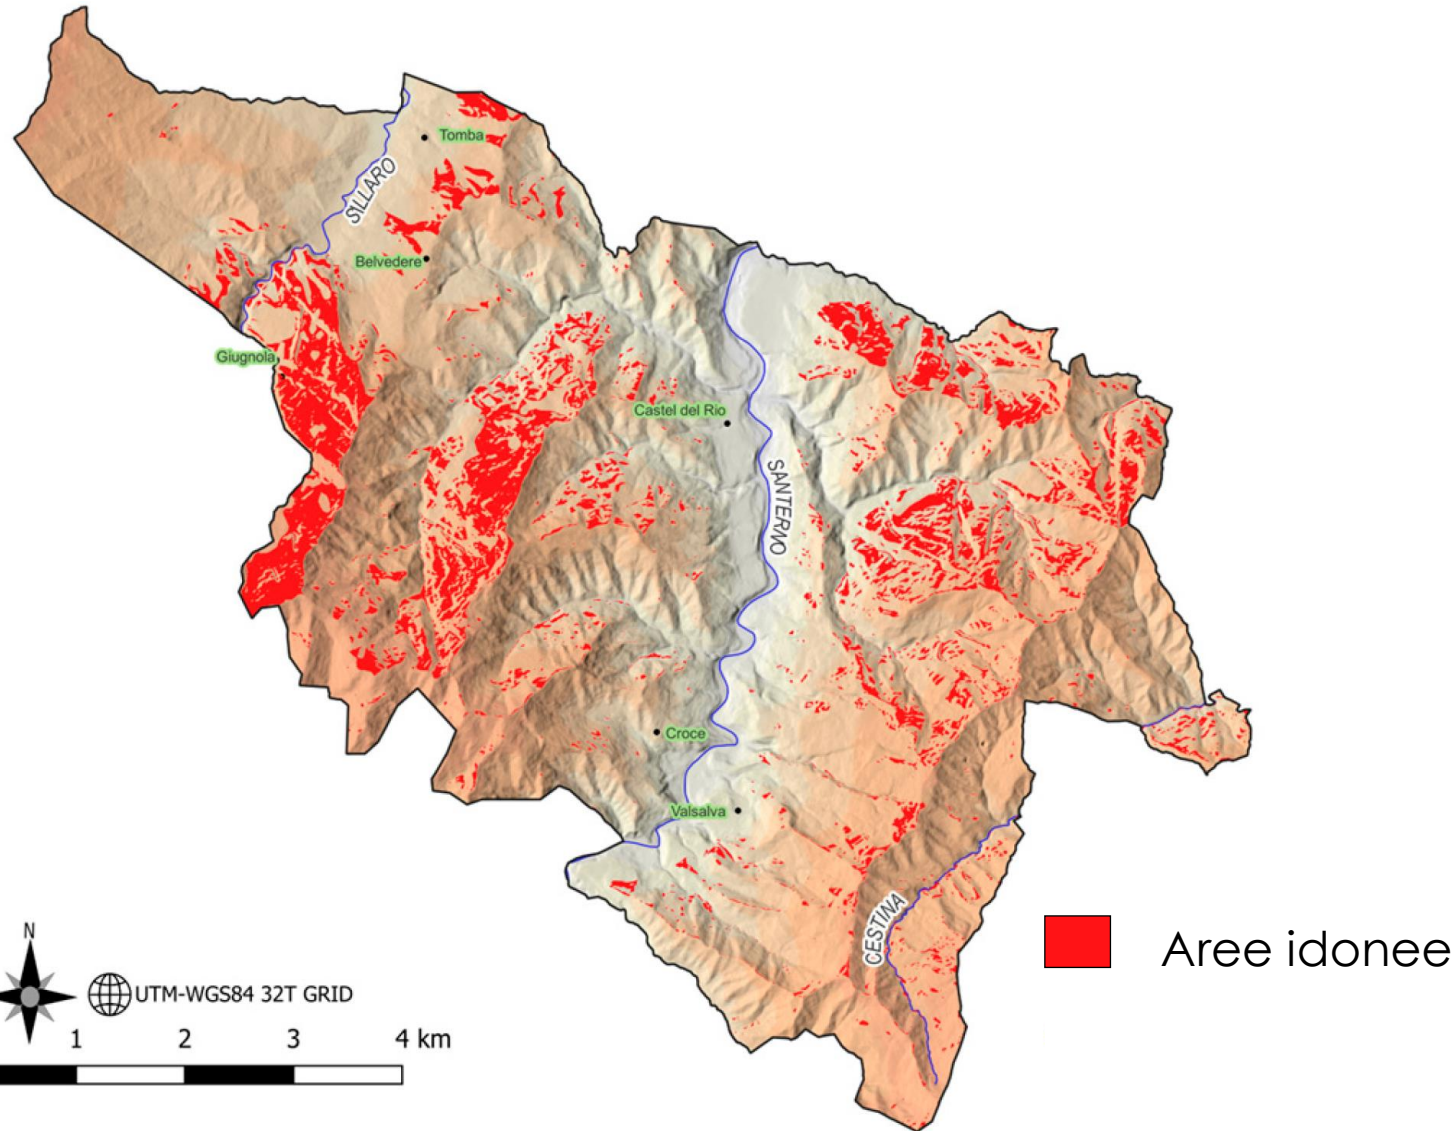 Tomba
SILLARO
Belvedere
Giugnola
Castel del Rio
SANTERNO
Croce
Valsalva
CESTINA
Aree idonee
N
UTM-WGS84 32T GRID
1 2 3 4 km